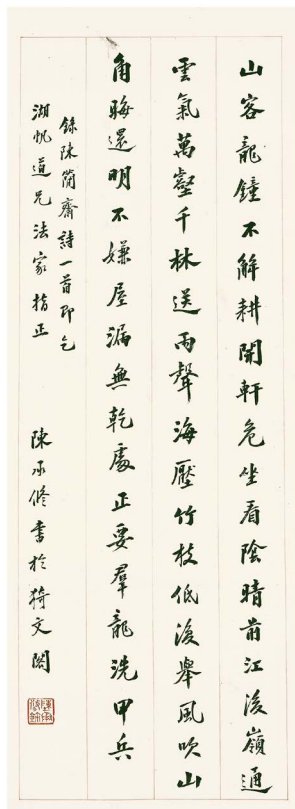 山客龍鐘不解耕開軒危坐看陰晴前江後嶺通
雲氣萬壑千林送雨聲海壓竹枝低復舉風吹山
角晦還明不嫌屋漏無乾處正要羣龍洗甲兵
錄陳簡齋詩一首即乞
湖帆道兄法家指正
陳承修書於猗文閣